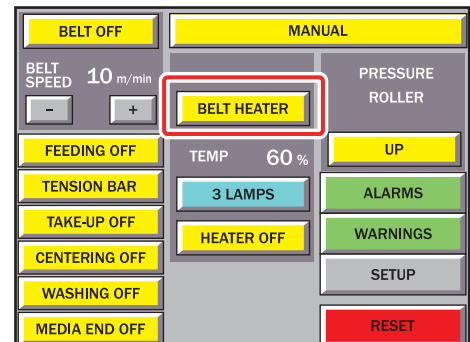 BELT OFF
MANUAL
BELT
SPEED 10 m/min
- +
BELT HEATER
PRESSURE
ROLLER
FEEDING OFF
TEMP 60 %
UP
TENSION BAR
3 LAMPS
ALARMS
TAKE-UP OFF
HEATER OFF
WARNINGS
CENTERING OFF
SETUP
WASHING OFF
MEDIA END OFF
RESET